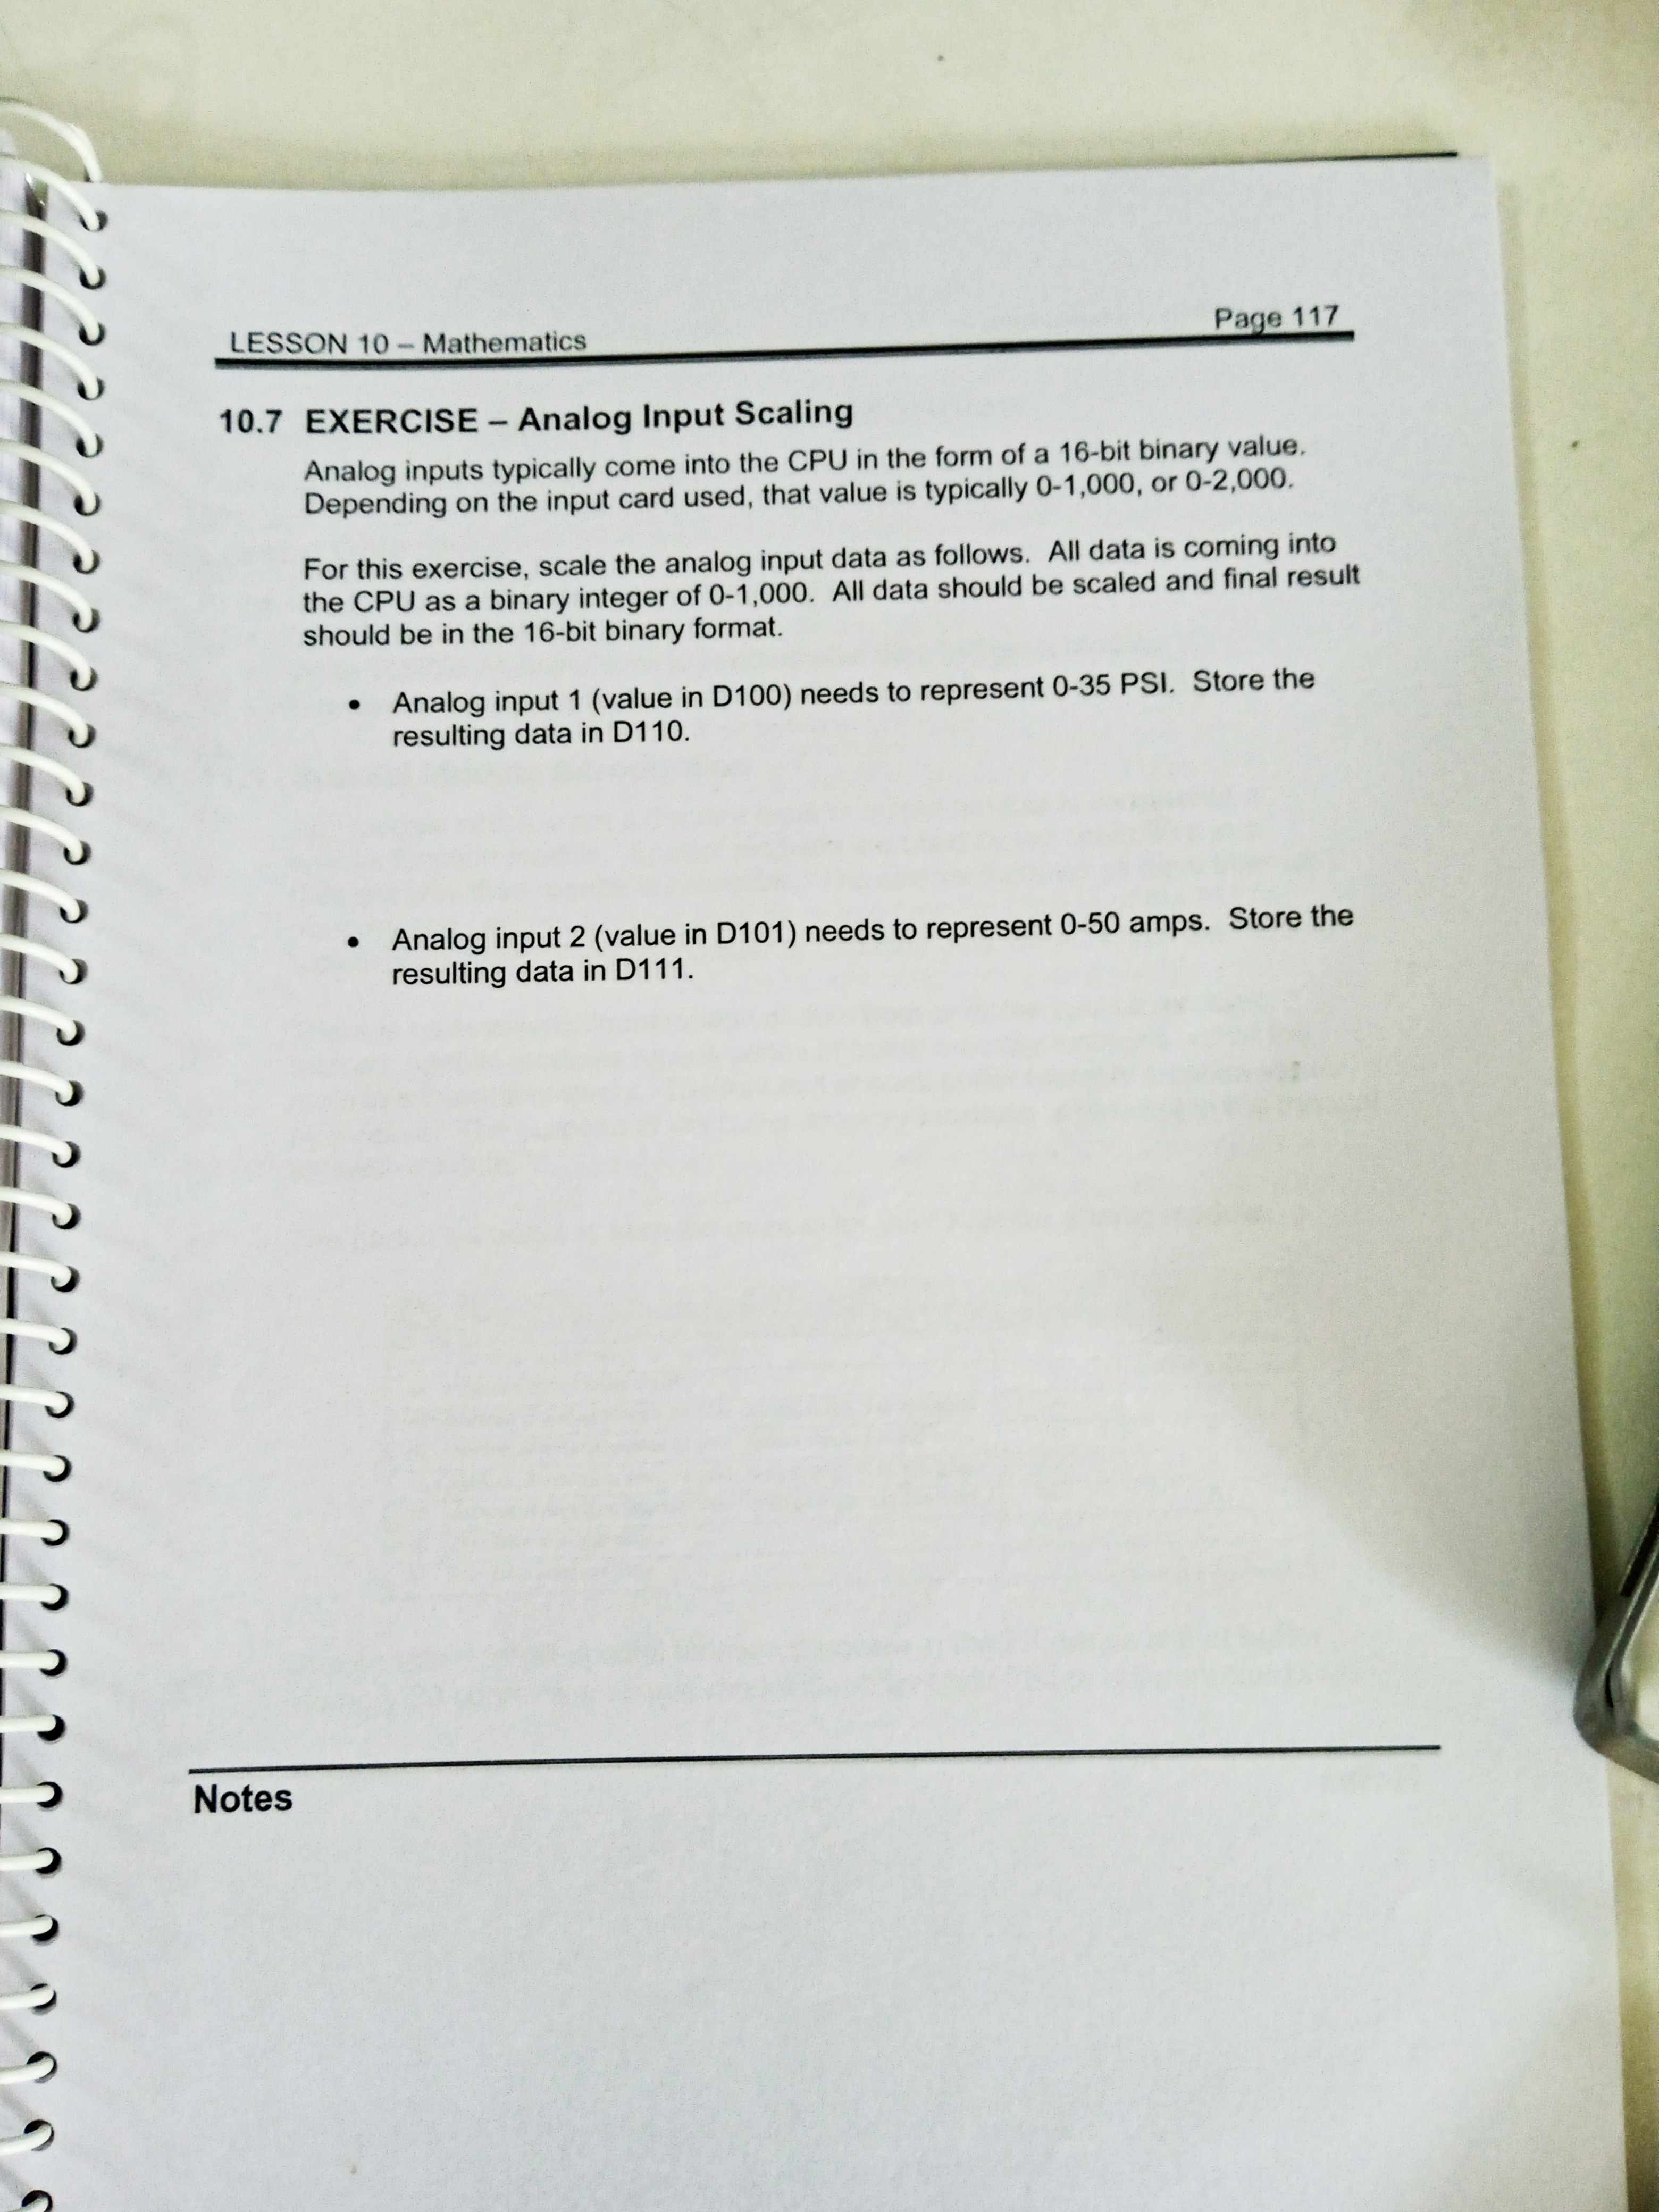 LESSON 10 – Mathematics Page 117
10.7 EXERCISE – Analog Input Scaling
Analog inputs typically come into the CPU in the form of a 16-bit binary value.
Depending on the input card used, that value is typically 0-1,000, or 0-2,000.
For this exercise, scale the analog input data as follows. All data is coming into
the CPU as a binary integer of 0-1,000. All data should be scaled and final result
should be in the 16-bit binary format.
• Analog input 1 (value in D100) needs to represent 0-35 PSI. Store the
resulting data in D110.
• Analog input 2 (value in D101) needs to represent 0-50 amps. Store the
resulting data in D111.
Notes